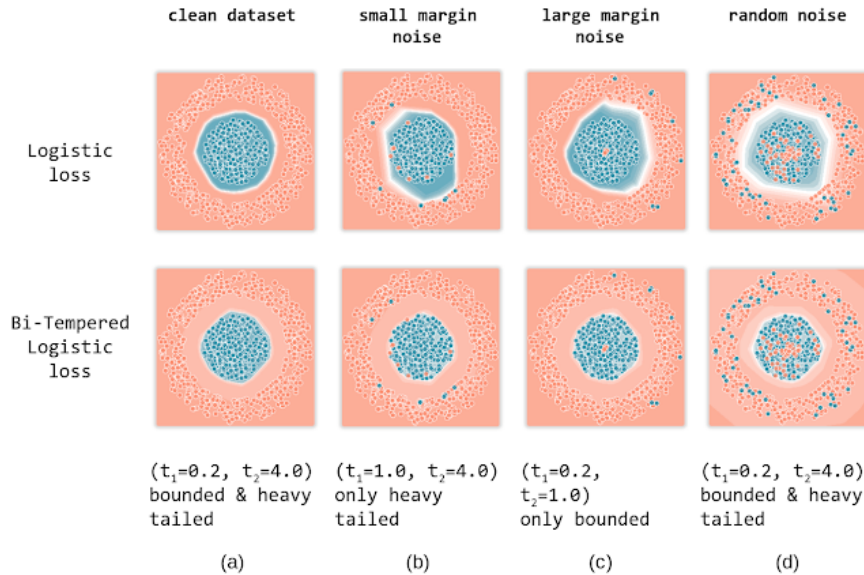 clean dataset
small margin
noise
large margin
noise
random noise
Logistic
loss
Bi-Tempered
Logistic
loss
(t₁=0.2, t₂=4.0)
bounded & heavy
tailed
(t₁=1.0, t₂=4.0)
only heavy
tailed
(t₁=0.2,
t₂=1.0)
only bounded
(t₁=0.2, t₂=4.0)
bounded & heavy
tailed
(a)
(b)
(c)
(d)